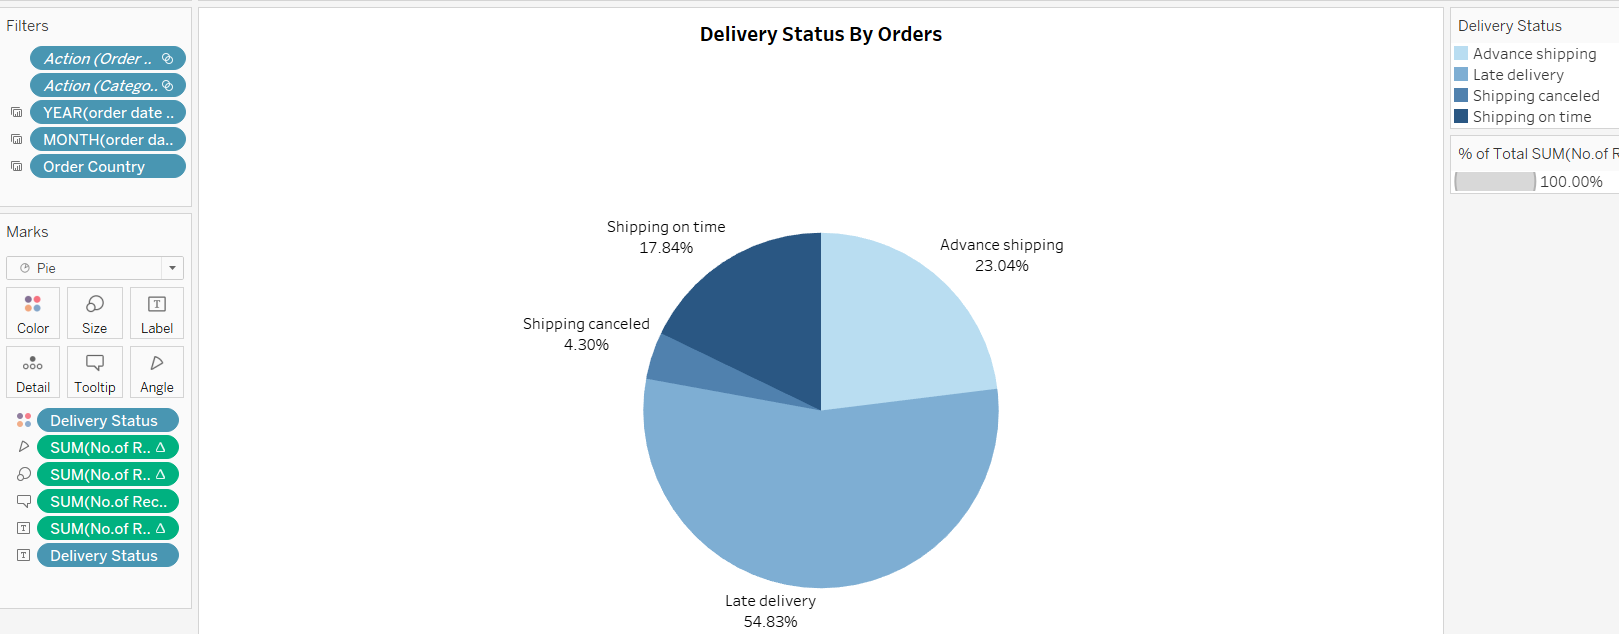 Filters
Action (Order ..
Action (Catego..
YEAR(order date ..
MONTH(order da..
Order Country
Marks
Pie
Color
Size
Label
T
Detail
Tooltip
Angle
Delivery Status
SUM(No.of R.. Δ
SUM(No.of R.. Δ
SUM(No.of Rec..
T SUM(No.of R.. Δ
T Delivery Status
Delivery Status By Orders
Shipping on time
17.84%
Advance shipping
23.04%
Shipping canceled
4.30%
Late delivery
54.83%
Delivery Status
Advance shipping
Late delivery
Shipping canceled
Shipping on time
% of Total SUM(No.of R
100.00%